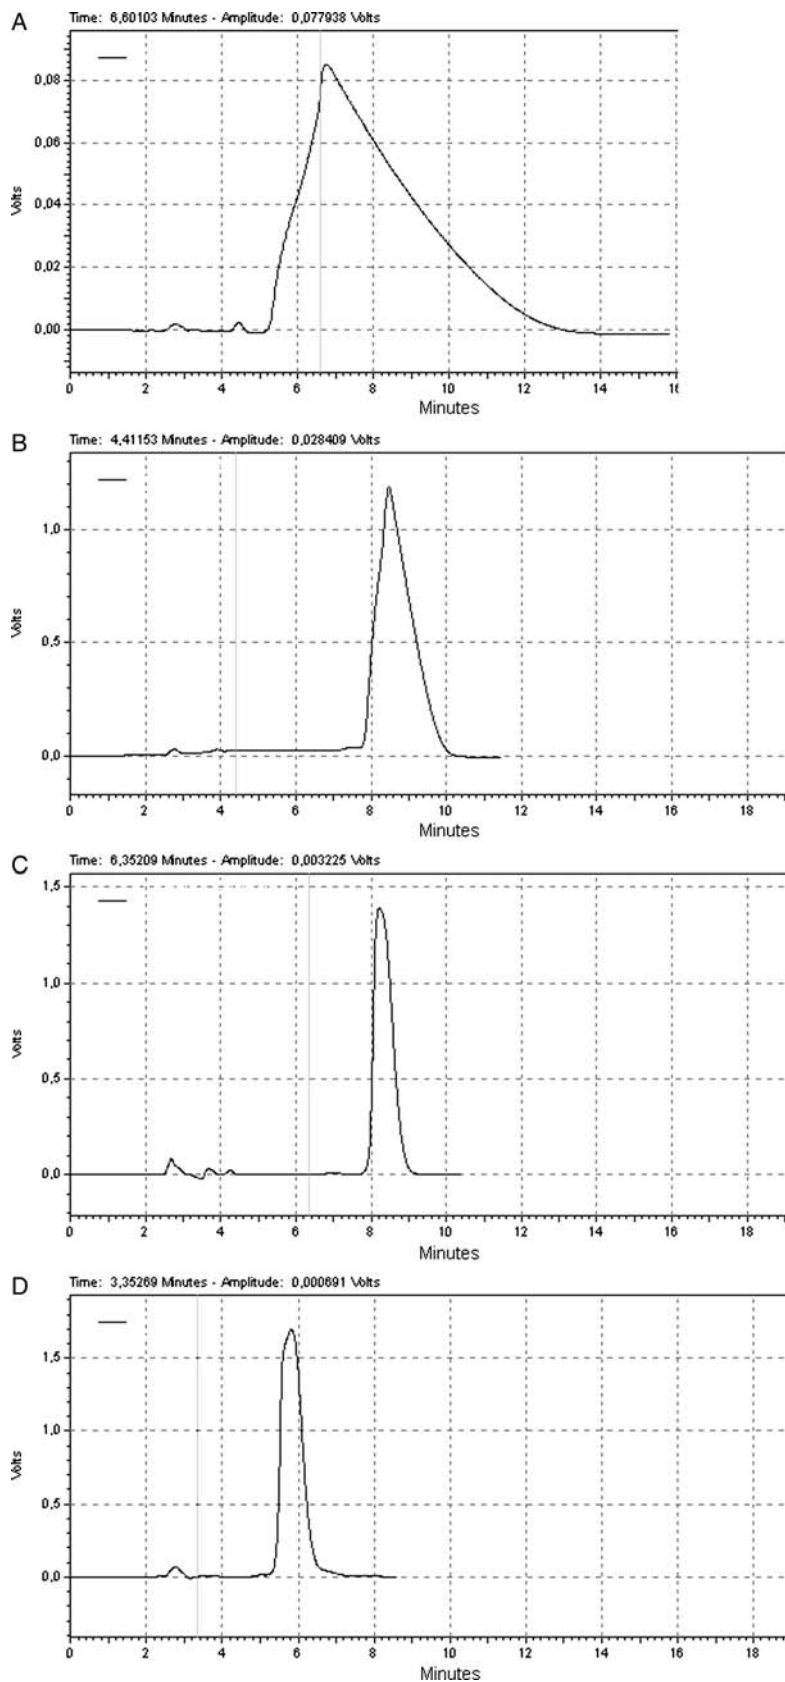 A
Time: 6,60103 Minutes - Amplitude: 0,077938 Volts
0,08
0,06
0,04
0,02
0,00
Volts
0 2 4 6 8 10 12 14 16
Minutes
B
Time: 4,41153 Minutes - Amplitude: 0,028409 Volts
1,0
0,5
0,0
Volts
0 2 4 6 8 10 12 14 16 18
Minutes
C
Time: 6,35209 Minutes - Amplitude: 0,003225 Volts
1,5
1,0
0,5
0,0
Volts
0 2 4 6 8 10 12 14 16 18
Minutes
D
Time: 3,35269 Minutes - Amplitude: 0,000691 Volts
1,5
1,0
0,5
0,0
Volts
0 2 4 6 8 10 12 14 16 18
Minutes